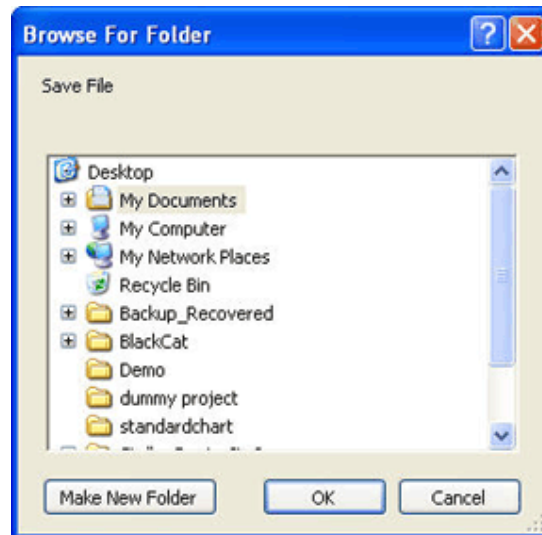 Browse For Folder
Save File
Desktop
My Documents
My Computer
My Network Places
Recycle Bin
Backup_Recovered
BlackCat
Demo
dummy project
standardchart
Make New Folder
OK
Cancel